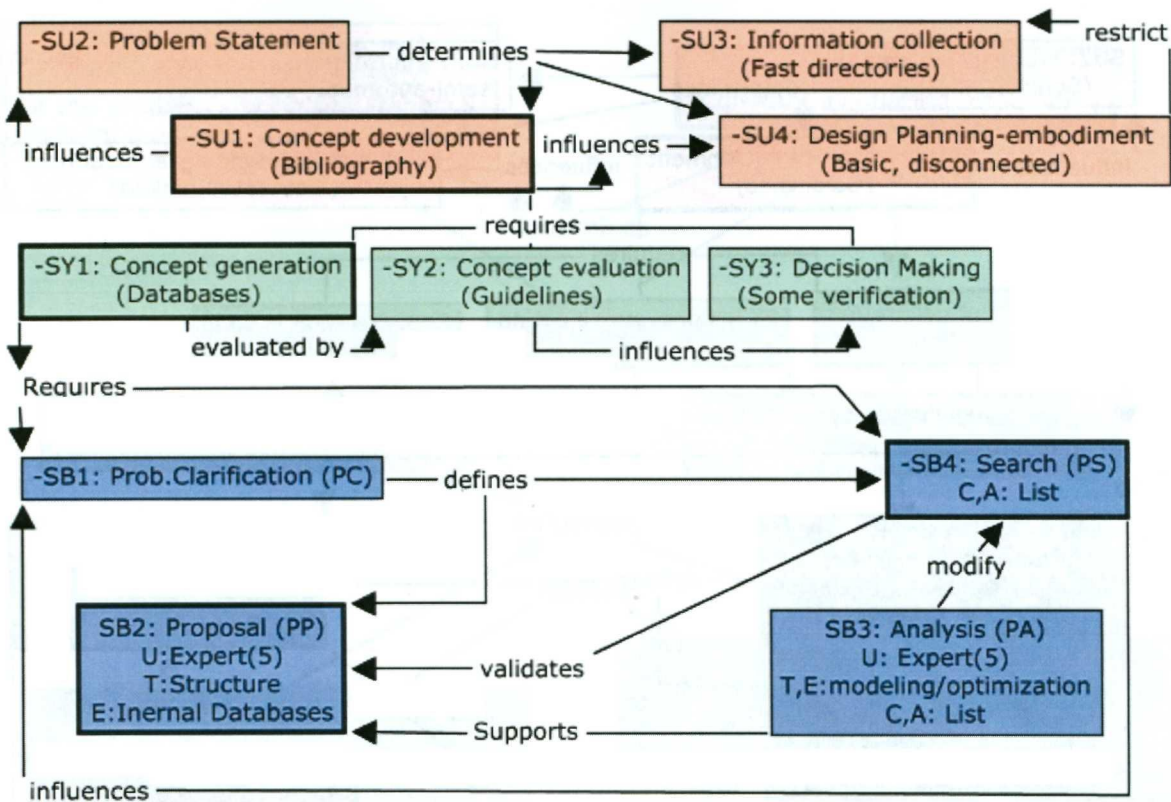 -SU2: Problem Statement
determines
-SU3: Information collection
(Fast directories)
restrict
influences
-SU1: Concept development
(Bibliography)
influences
-SU4: Design Planning-embodiment
(Basic, disconnected)
requires
-SY1: Concept generation
(Databases)
-SY2: Concept evaluation
(Guidelines)
-SY3: Decision Making
(Some verification)
evaluated by
influences
Requires
-SB1: Prob.Clarification (PC)
defines
-SB4: Search (PS)
C,A: List
modify
SB2: Proposal (PP)
U:Expert(5)
T:Structure
E:Inernal Databases
validates
Supports
SB3: Analysis (PA)
U: Expert(5)
T,E:modeling/optimization
C,A: List
influences